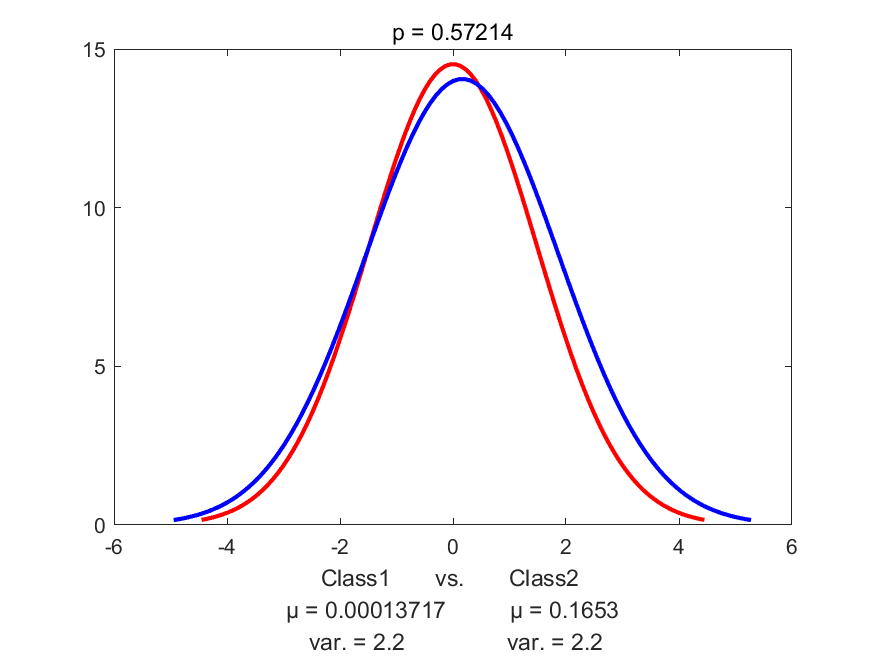 p = 0.57214
15
10
5
0
-6 -4 -2 0 2 4 6
Class1 vs. Class2
μ = 0.00013717 μ = 0.1653
var. = 2.2 var. = 2.2